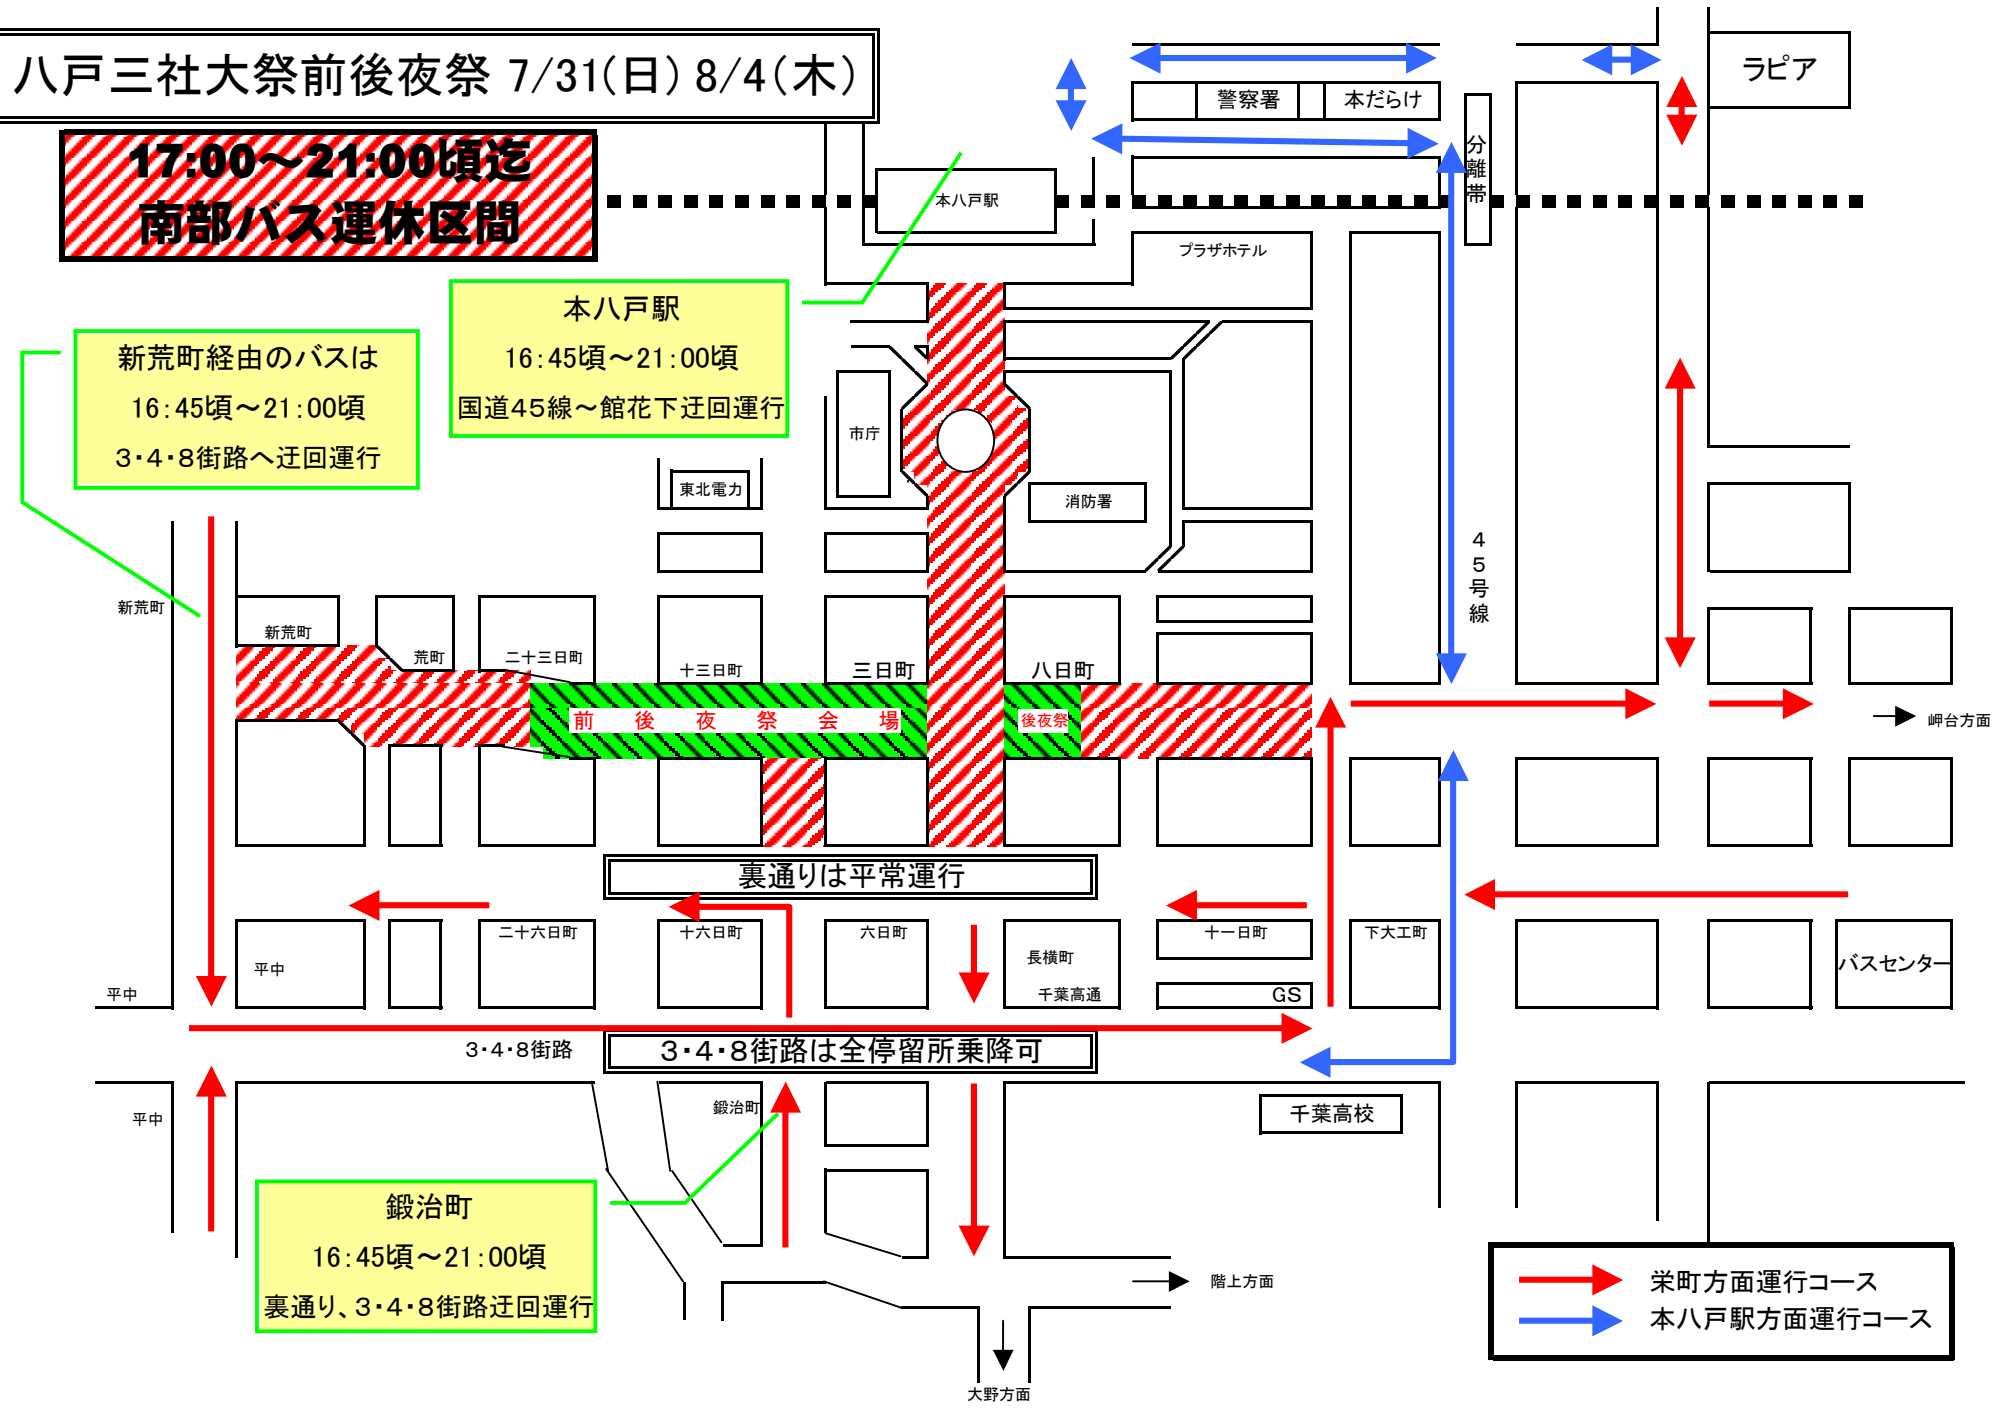 八戸三社大祭前後夜祭 7/31(日) 8/4(木)
17:00～21:00頃迄
南部バス運休区間
ラピア
警察署
本だらけ
分離帯
本八戸駅
プラザホテル
本八戸駅
16:45頃～21:00頃
国道45線～館花下迂回運行
新荒町経由のバスは
16:45頃～21:00頃
3・4・8街路へ迂回運行
市庁
東北電力
消防署
45号線
新荒町
新荒町
荒町
二十三日町
十三日町
三日町
八日町
前後夜祭会場
後夜祭
岬台方面
裏通りは平常運行
二十六日町
十六日町
六日町
長横町
千葉高通
十一日町
下大工町
GS
バスセンター
平中
平中
3・4・8街路
3・4・8街路は全停留所乗降可
平中
鍛治町
千葉高校
鍛治町
16:45頃～21:00頃
裏通り、3・4・8街路迂回運行
階上方面
大野方面
栄町方面運行コース
本八戸駅方面運行コース